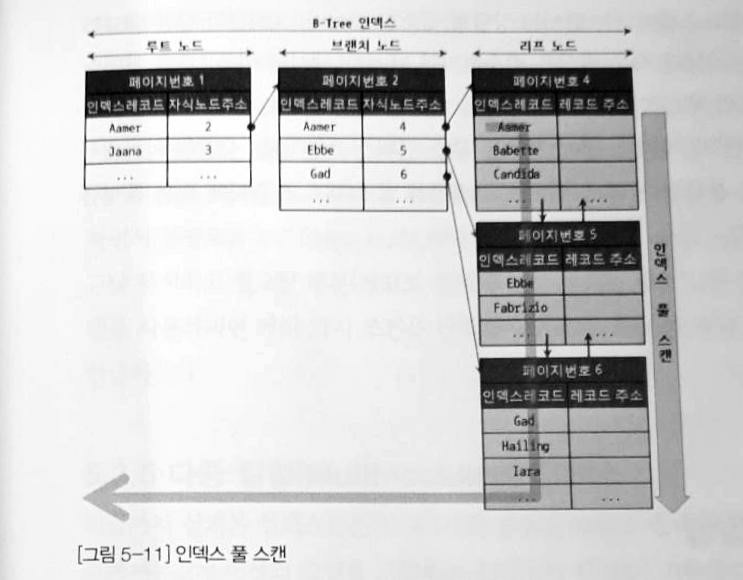 B-Tree 인덱스
루트 노드
브랜치 노드
리프 노드
페이지번호 1
인덱스레코드 자식노드주소
Aamer 2
Jaana 3
... ...
페이지번호 2
인덱스레코드 자식노드주소
Aamer 4
Ebbe 5
Gad 6
... ...
페이지번호 4
인덱스레코드 레코드 주소
Aamer
Babette
Candida
... ...
페이지번호 5
인덱스레코드 레코드 주소
Ebbe
Fabrizio
... ...
페이지번호 6
인덱스레코드 레코드 주소
Gad
Hailing
Iara
... ...
인덱스 풀 스캔
[그림 5-11] 인덱스 풀 스캔